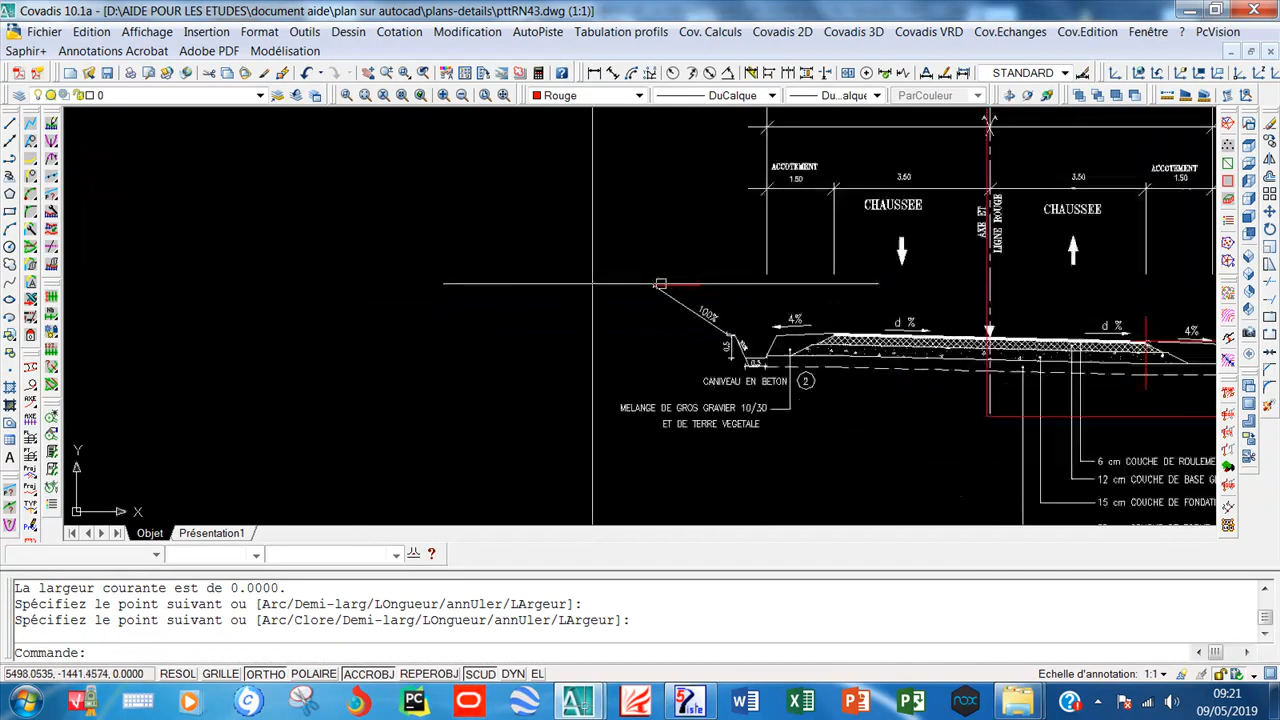 Covadis 10.1a - [D:\AIDE POUR LES ETUDES\document aide\plan sur autocad\plans-details\pttRN43.dwg (1:1)]
Fichier Edition Affichage Insertion Format Outils Dessin Cotation Modification AutoPiste Tabulation profils Cov. Calculs Covadis 2D Covadis 3D Covadis VRD Cov.Echanges Cov.Edition Fenêtre ? PcVision
Saphir+ Annotations Acrobat Adobe PDF Modélisation
STANDARD
0 Rouge DuCalque Du...alque ParCouleur
ACCOTEMENT ACCOTEMENT
1.50 3.50 3.50 1.50
CHAUSSEE CHAUSSEE
AXE ET
LIGNE ROUGE
100% 4% d % d % 4%
0.5
0.5
CANIVEAU EN BETON 2
MELANGE DE GROS GRAVIER 10/30
ET DE TERRE VEGETALE
6 cm COUCHE DE ROULEME
12 cm COUCHE DE BASE G
15 cm COUCHE DE FONDAT
Y
X
Objet Présentation1
La largeur courante est de 0.0000.
Spécifiez le point suivant ou [Arc/Demi-larg/LOngueur/annUler/LArgeur]:
Spécifiez le point suivant ou [Arc/Clore/Demi-larg/LOngueur/annUler/LArgeur]:
Commande:
5498.0535, -1441.4574, 0.0000 RESOL GRILLE ORTHO POLAIRE ACCROBJ REPEROBJ SCUD DYN EL Echelle d'annotation: 1:1
09:21
09/05/2019